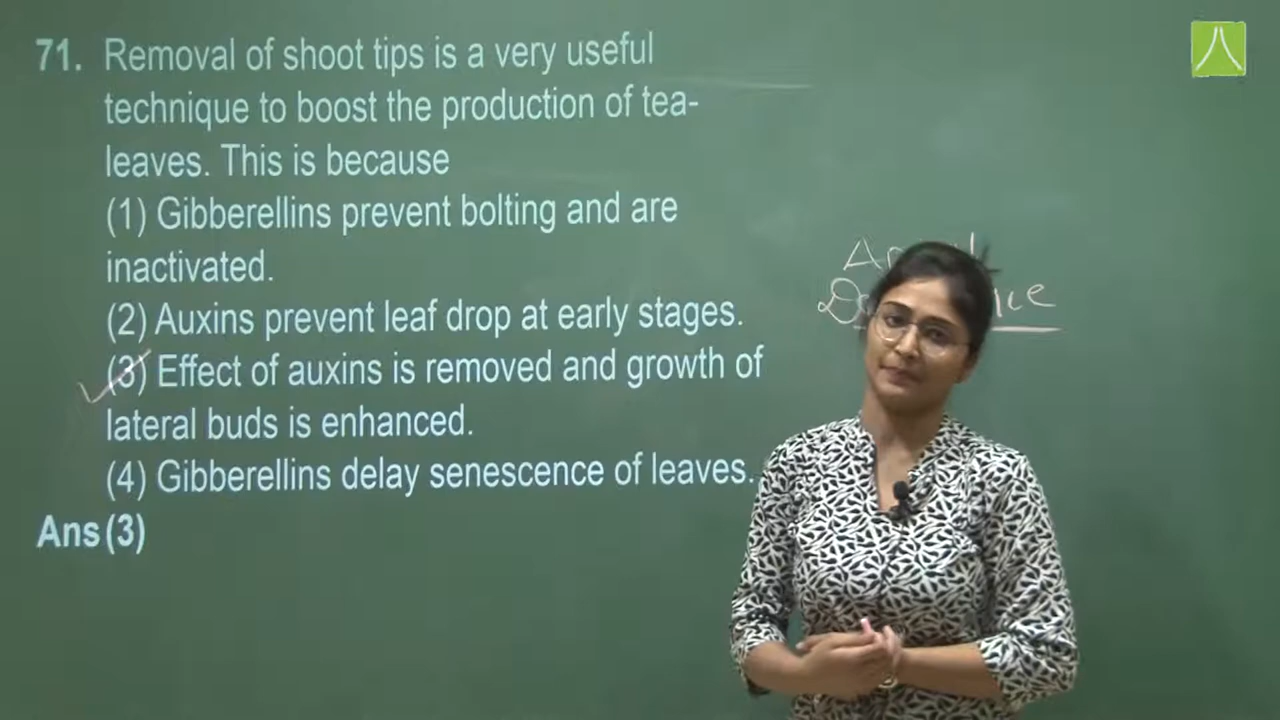 71. Removal of shoot tips is a very useful
technique to boost the production of tea-
leaves. This is because
(1) Gibberellins prevent bolting and are
inactivated.
(2) Auxins prevent leaf drop at early stages.
(3) Effect of auxins is removed and growth of
lateral buds is enhanced.
(4) Gibberellins delay senescence of leaves.
Ans (3)